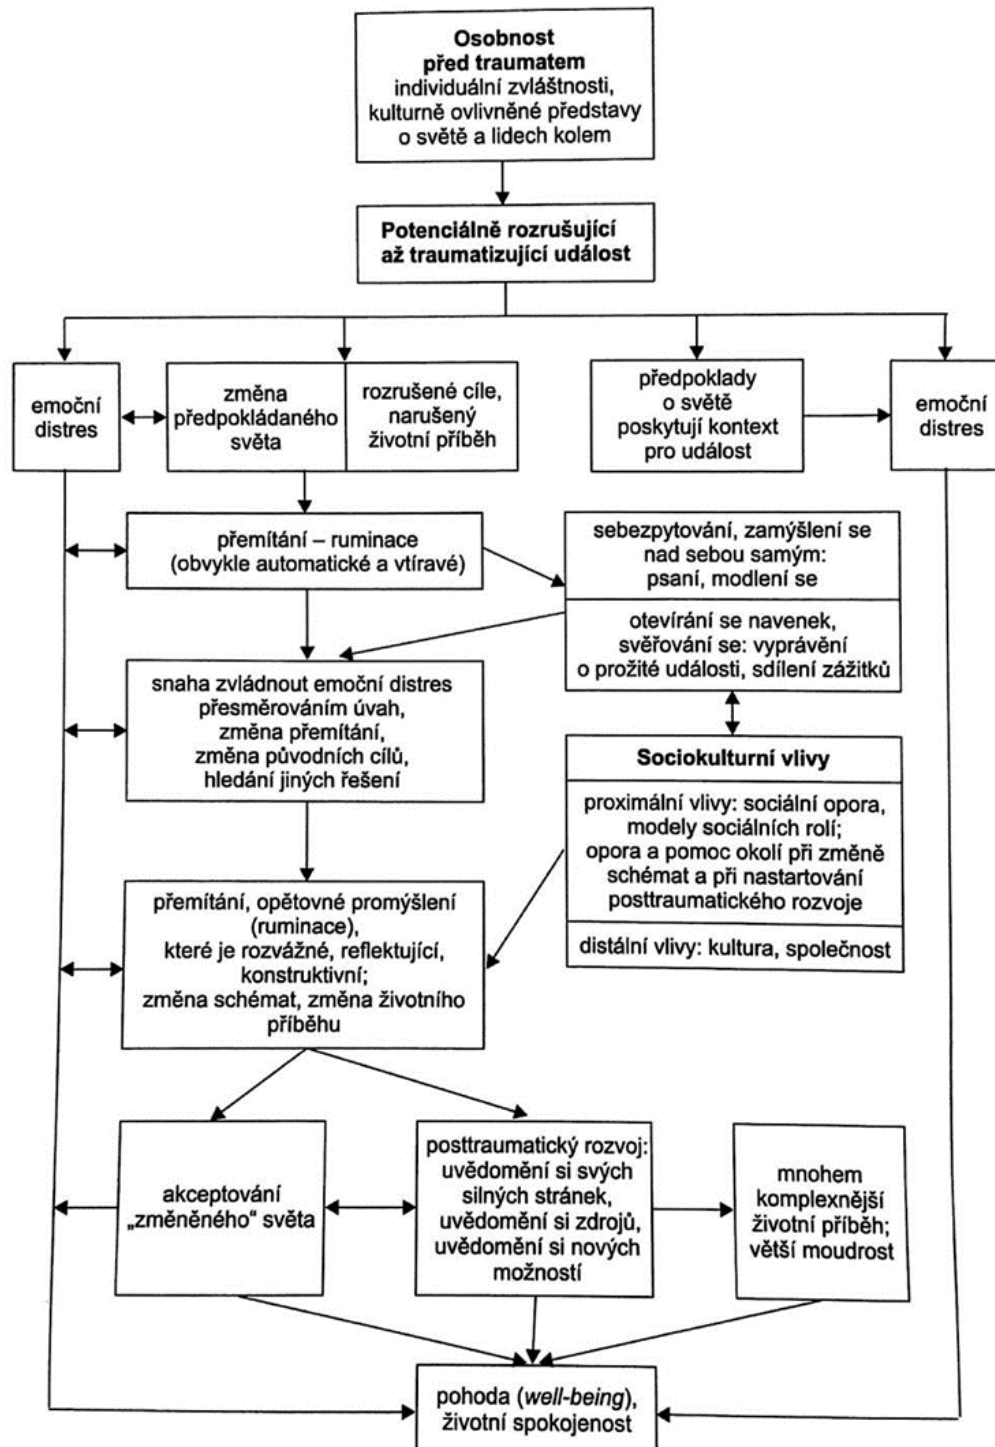 Osobnost
před traumatem
individuální zvláštnosti,
kulturně ovlivněné představy
o světě a lidech kolem
Potenciálně rozrušující
až traumatizující událost
emoční
distres
změna
předpokládaného
světa
rozrušené cíle,
narušený
životní příběh
předpoklady
o světě
poskytují kontext
pro událost
emoční
distres
přemítání – ruminace
(obvykle automatické a vtíravé)
sebezpytování, zamýšlení se
nad sebou samým:
psaní, modlení se
otevírání se navenek,
svěřování se: vyprávění
o prožité události, sdílení zážitků
snaha zvládnout emoční distres
přesměrováním úvah,
změna přemítání,
změna původních cílů,
hledání jiných řešení
Sociokulturní vlivy
proximální vlivy: sociální opora,
modely sociálních rolí;
opora a pomoc okolí při změně
schémat a při nastartování
posttraumatického rozvoje
distální vlivy: kultura, společnost
přemítání, opětovné promýšlení
(ruminace),
které je rozvážné, reflektující,
konstruktivní;
změna schémat, změna životního
příběhu
akceptování
„změněného“ světa
posttraumatický rozvoj:
uvědomění si svých
silných stránek,
uvědomění si zdrojů,
uvědomění si nových
možností
mnohem
komplexnější
životní příběh;
větší moudrost
pohoda (well-being),
životní spokojenost